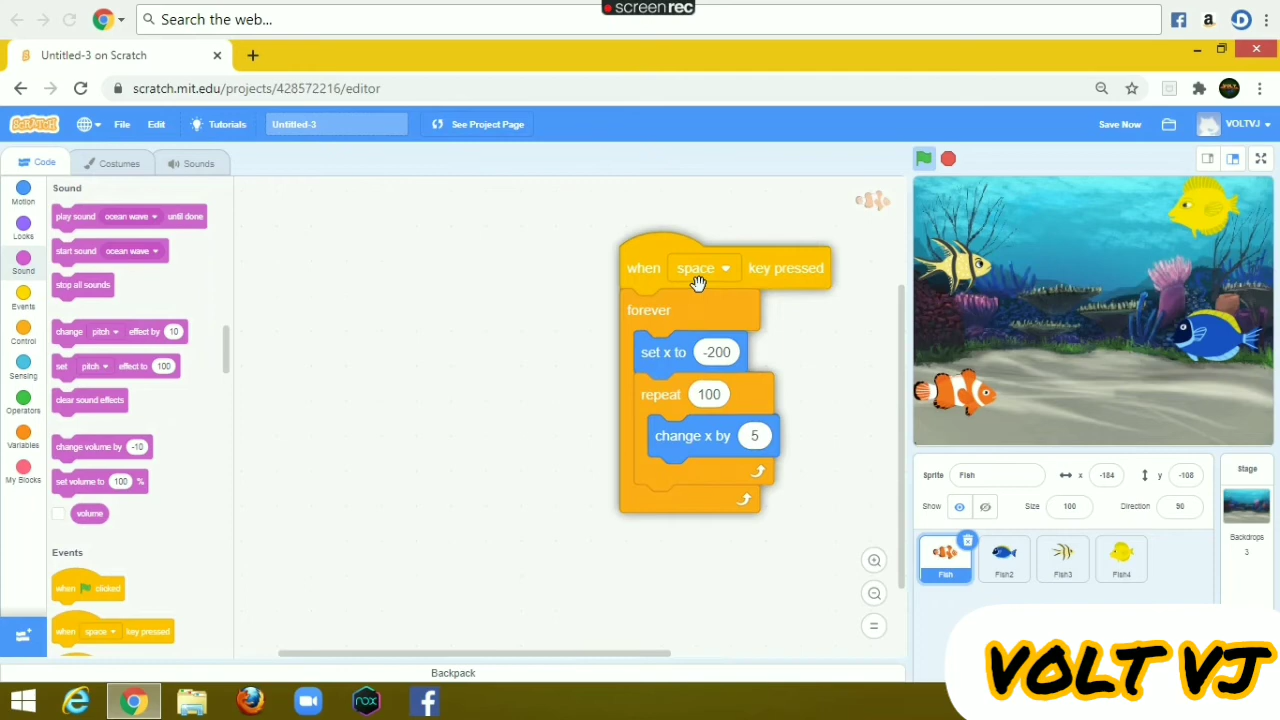 screenrec
Search the web...
Untitled-3 on Scratch
scratch.mit.edu/projects/428572216/editor
SCRATCH File Edit Tutorials Untitled-3 See Project Page Save Now VOLTVJ
Code Costumes Sounds
Motion
Looks
Sound
Events
Control
Sensing
Operators
Variables
My Blocks
Sound
play sound ocean wave until done
start sound ocean wave
stop all sounds
change pitch effect by 10
set pitch effect to 100
clear sound effects
change volume by -10
set volume to 100 %
volume
Events
when clicked
when space key pressed
when space key pressed
forever
set x to -200
repeat 100
change x by 5
Backpack
Sprite Fish x -184 y -108
Show Size 100 Direction 90
Fish Fish2 Fish3 Fish4
Stage
Backdrops
3
nox
VOLT VJ